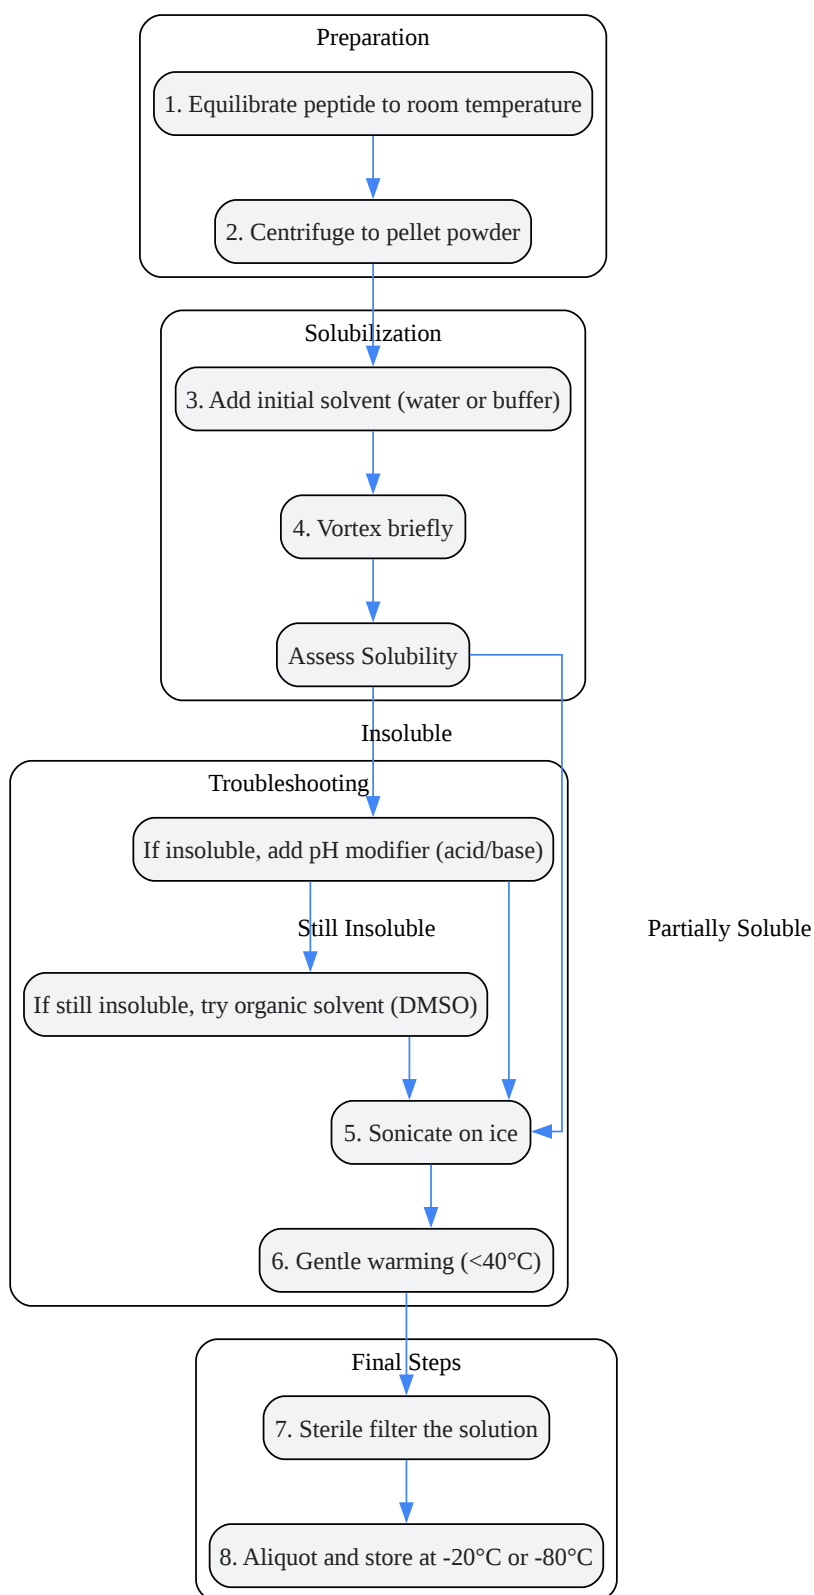 Preparation
1. Equilibrate peptide to room temperature
2. Centrifuge to pellet powder
Solubilization
3. Add initial solvent (water or buffer)
4. Vortex briefly
Assess Solubility
Insoluble
Troubleshooting
If insoluble, add pH modifier (acid/base)
Still Insoluble
Partially Soluble
If still insoluble, try organic solvent (DMSO)
5. Sonicate on ice
6. Gentle warming (<40°C)
Final Steps
7. Sterile filter the solution
8. Aliquot and store at -20°C or -80°C